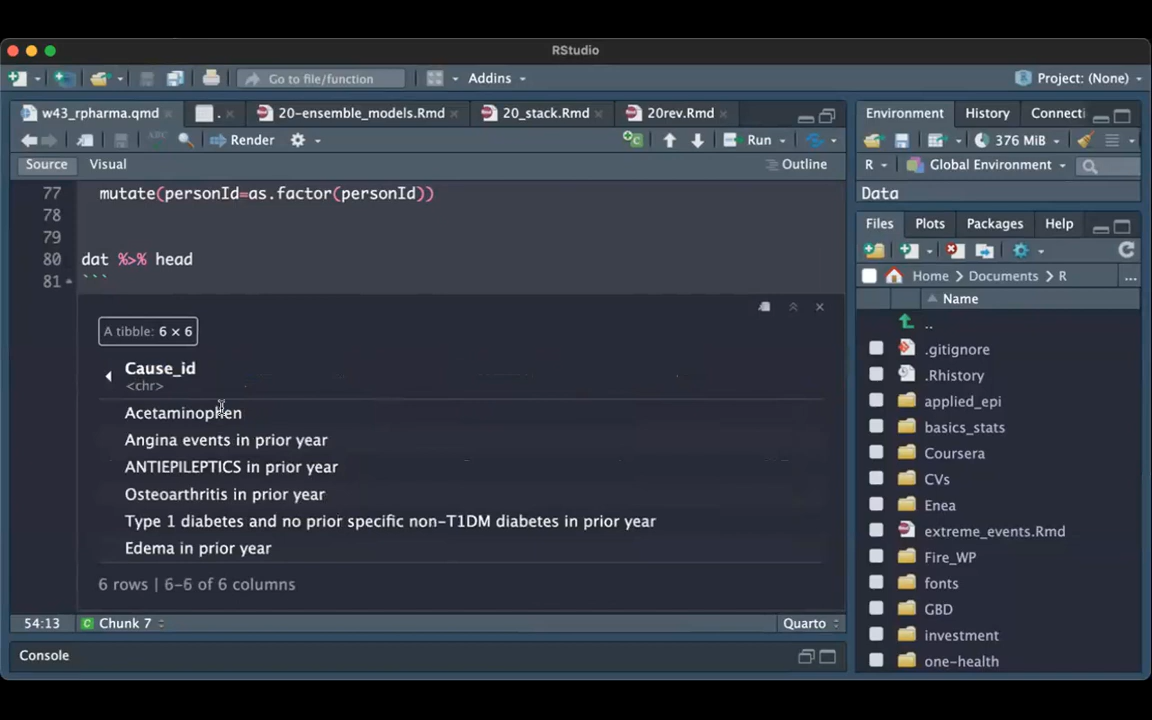 RStudio
Go to file/function
Addins
Project: (None)
w43_rpharma.qmd
.
20-ensemble_models.Rmd
20_stack.Rmd
20rev.Rmd
Render
Run
Source
Visual
Outline
77 mutate(personId=as.factor(personId))
78
79
80 dat %>% head
81 ```
A tibble: 6 × 6
Cause_id
<chr>
Acetaminophen
Angina events in prior year
ANTIEPILEPTICS in prior year
Osteoarthritis in prior year
Type 1 diabetes and no prior specific non-T1DM diabetes in prior year
Edema in prior year
6 rows | 6-6 of 6 columns
54:13
Chunk 7
Quarto
Console
Environment
History
Connecti
376 MiB
R
Global Environment
Data
Files
Plots
Packages
Help
Home
Documents
R
...
Name
..
.gitignore
.Rhistory
applied_epi
basics_stats
Coursera
CVs
Enea
extreme_events.Rmd
Fire_WP
fonts
GBD
investment
one-health